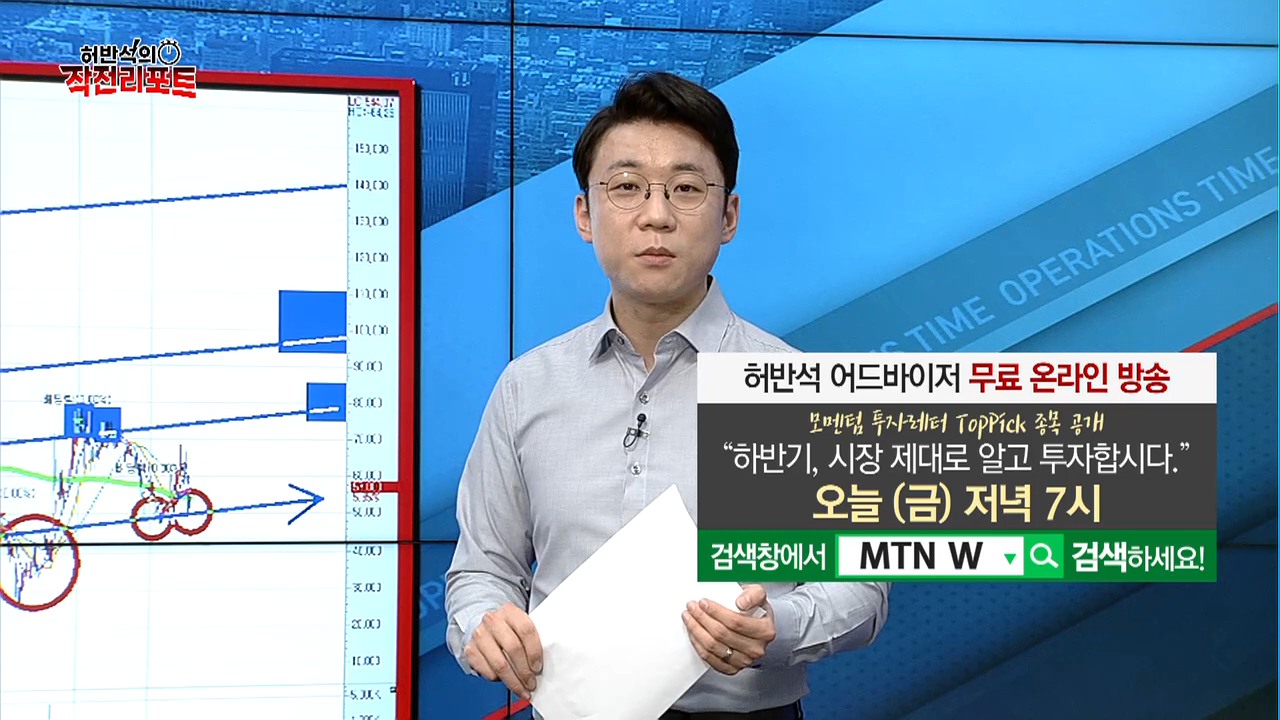 허반석의
작전리포트
150,000
140,000
130,000
120,000
110,000
100,000
90,000
80,000
70,000
60,000
50,000
40,000
30,000
20,000
10,000
TIME OPERATIONS TIME
허반석 어드바이저 무료 온라인 방송
모멘텀 투자레터 TopPick 종목 공개
“하반기, 시장 제대로 알고 투자합시다.”
오늘 (금) 저녁 7시
검색창에서 MTN W 검색하세요!